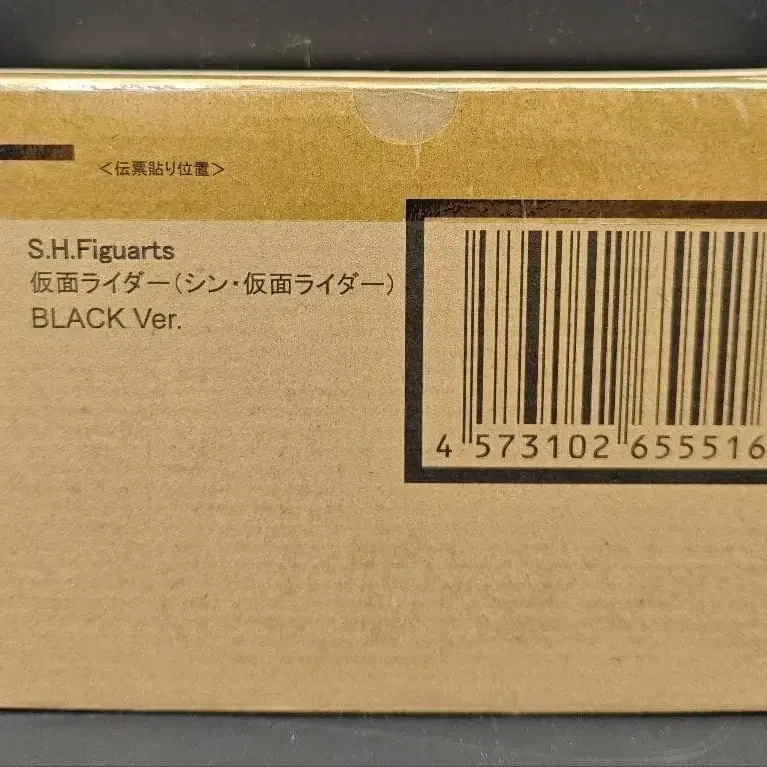 <伝票貼り位置>
S.H.Figuarts
仮面ライダー(シン・仮面ライダー)
BLACK Ver.
4 573102 655516